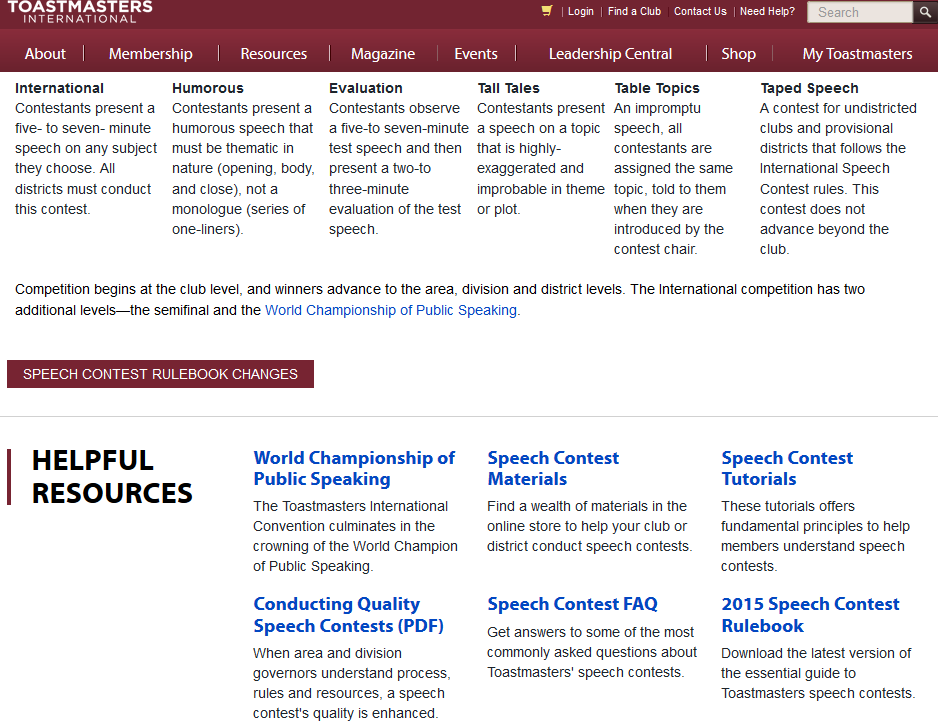 TOASTMASTERS
INTERNATIONAL
Login | Find a Club | Contact Us | Need Help?
Search
About | Membership | Resources | Magazine | Events | Leadership Central | Shop | My Toastmasters
International
Contestants present a
five- to seven- minute
speech on any subject
they choose. All
districts must conduct
this contest.
Humorous
Contestants present a
humorous speech that
must be thematic in
nature (opening, body,
and close), not a
monologue (series of
one-liners).
Evaluation
Contestants observe
a five-to seven-minute
test speech and then
present a two-to
three-minute
evaluation of the test
speech.
Tall Tales
Contestants present
a speech on a topic
that is highly-
exaggerated and
improbable in theme
or plot.
Table Topics
An impromptu
speech, all
contestants are
assigned the same
topic, told to them
when they are
introduced by the
contest chair.
Taped Speech
A contest for undistricted
clubs and provisional
districts that follows the
International Speech
Contest rules. This
contest does not
advance beyond the
club.
Competition begins at the club level, and winners advance to the area, division and district levels. The International competition has two
additional levels—the semifinal and the World Championship of Public Speaking.
SPEECH CONTEST RULEBOOK CHANGES
HELPFUL
RESOURCES
World Championship of
Public Speaking
The Toastmasters International
Convention culminates in the
crowning of the World Champion
of Public Speaking.
Speech Contest
Materials
Find a wealth of materials in the
online store to help your club or
district conduct speech contests.
Speech Contest
Tutorials
These tutorials offers
fundamental principles to help
members understand speech
contests.
Conducting Quality
Speech Contests (PDF)
When area and division
governors understand process,
rules and resources, a speech
contest's quality is enhanced.
Speech Contest FAQ
Get answers to some of the most
commonly asked questions about
Toastmasters' speech contests.
2015 Speech Contest
Rulebook
Download the latest version of
the essential guide to
Toastmasters speech contests.